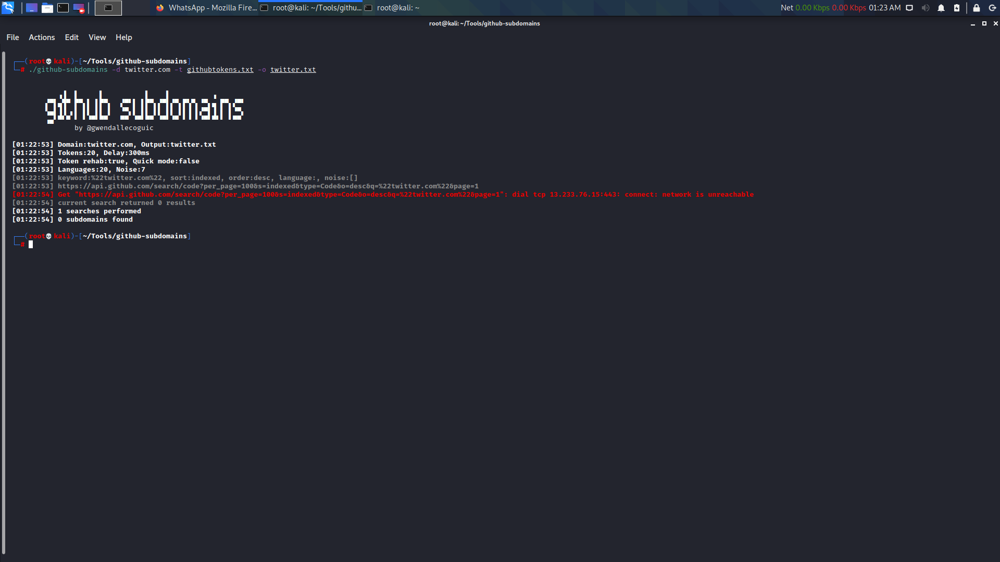 WhatsApp - Mozilla Fire... root@kali: ~/Tools/githu... root@kali: ~ Net 0.00 Kbps 0.00 Kbps 01:23 AM
root@kali: ~/Tools/github-subdomains
File Actions Edit View Help
┌──(root💀kali)-[~/Tools/github-subdomains]
└─# ./github-subdomains -d twitter.com -t githubtokens.txt -o twitter.txt
github subdomains
by @gwendallecoguic
[01:22:53] Domain:twitter.com, Output:twitter.txt
[01:22:53] Tokens:20, Delay:300ms
[01:22:53] Token rehab:true, Quick mode:false
[01:22:53] Languages:20, Noise:7
[01:22:53] keyword:%22twitter.com%22, sort:indexed, order:desc, language:, noise:[]
[01:22:53] https://api.github.com/search/code?per_page=100&s=indexed&type=Code&o=desc&q=%22twitter.com%22&page=1
[01:22:54] Get "https://api.github.com/search/code?per_page=100&s=indexed&type=Code&o=desc&q=%22twitter.com%22&page=1": dial tcp 13.233.76.15:443: connect: network is unreachable
[01:22:54] current search returned 0 results
[01:22:54] 1 searches performed
[01:22:54] 0 subdomains found
┌──(root💀kali)-[~/Tools/github-subdomains]
└─#